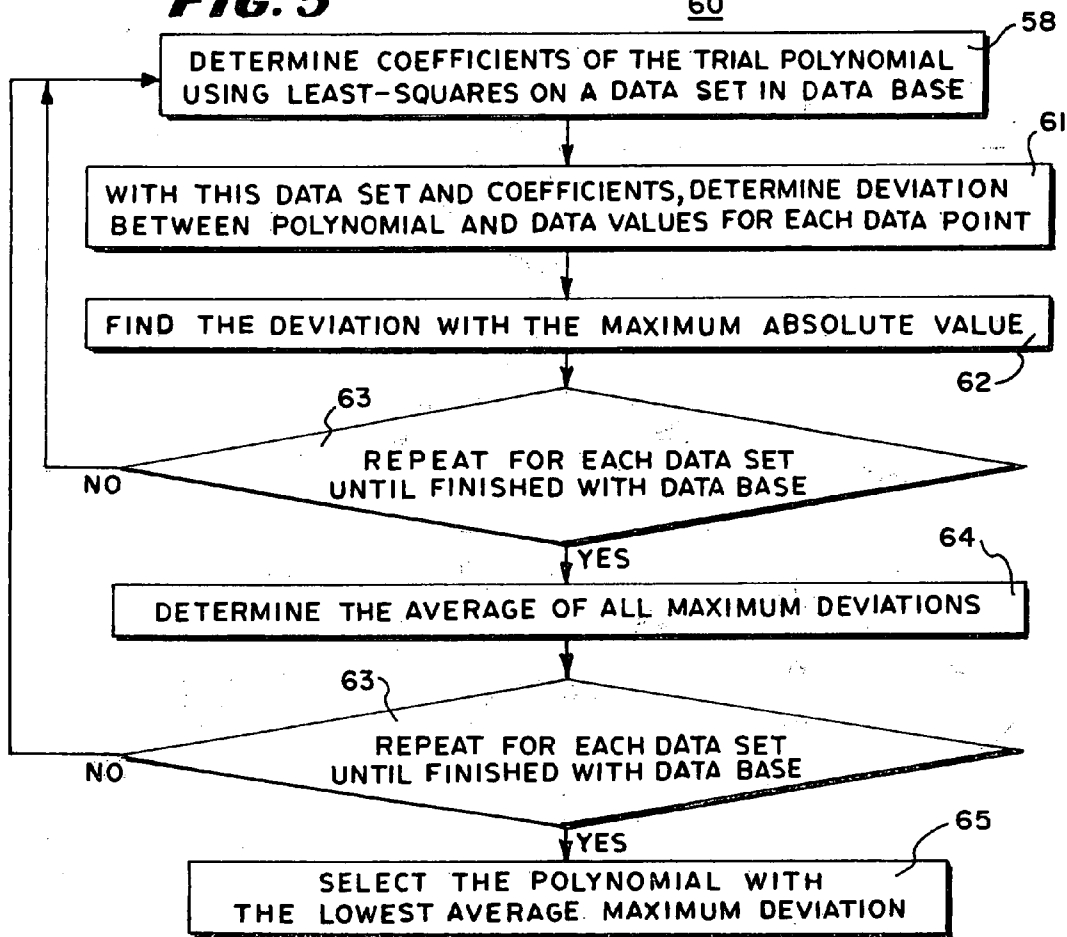 FIG. 5
60
58
DETERMINE COEFFICIENTS OF THE TRIAL POLYNOMIAL
USING LEAST-SQUARES ON A DATA SET IN DATA BASE
61
WITH THIS DATA SET AND COEFFICIENTS, DETERMINE DEVIATION
BETWEEN POLYNOMIAL AND DATA VALUES FOR EACH DATA POINT
FIND THE DEVIATION WITH THE MAXIMUM ABSOLUTE VALUE
62
63
REPEAT FOR EACH DATA SET
UNTIL FINISHED WITH DATA BASE
NO
YES
64
DETERMINE THE AVERAGE OF ALL MAXIMUM DEVIATIONS
63
REPEAT FOR EACH DATA SET
UNTIL FINISHED WITH DATA BASE
NO
YES
65
SELECT THE POLYNOMIAL WITH
THE LOWEST AVERAGE MAXIMUM DEVIATION